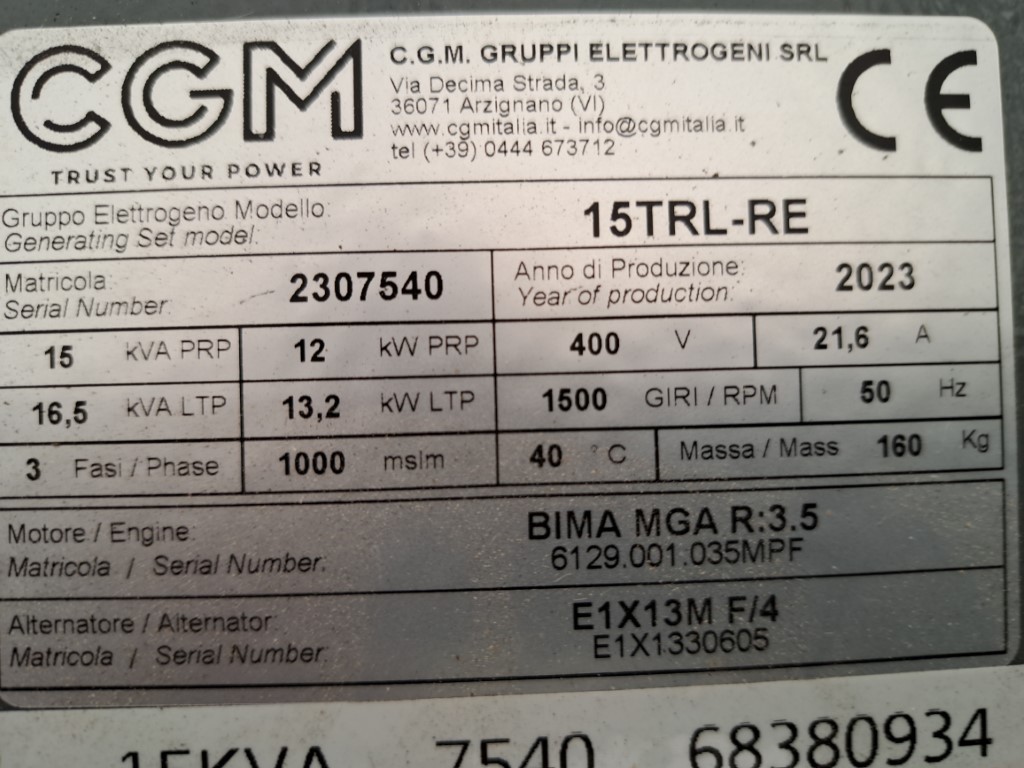 CGM
TRUST YOUR POWER
C.G.M. GRUPPI ELETTROGENI SRL
Via Decima Strada, 3
36071 Arzignano (VI)
www.cgmitalia.it - info@cgmitalia.it
tel (+39) 0444 673712
CE
Gruppo Elettrogeno Modello:
Generating Set model:
15TRL-RE
Matricola:
Serial Number:
2307540
Anno di Produzione:
Year of production:
2023
15 kVA PRP 12 kW PRP 400 V 21,6 A
16,5 kVA LTP 13,2 kW LTP 1500 GIRI / RPM 50 Hz
3 Fasi / Phase 1000 mslm 40 °C Massa / Mass 160 Kg
Motore / Engine: BIMA MGA R:3.5
Matricola / Serial Number: 6129.001.035MPF
Alternatore / Alternator: E1X13M F/4
Matricola / Serial Number: E1X1330605
15KVA 7540 68380934